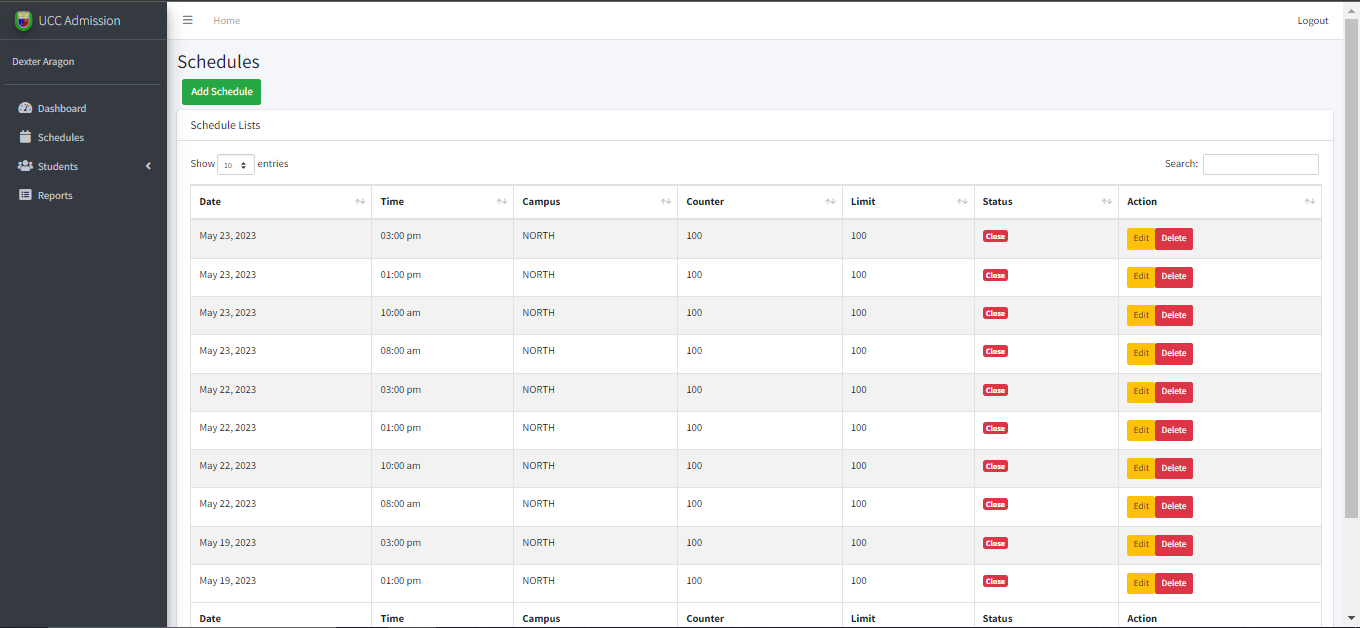 UCC Admission
Home
Logout
Dexter Aragon
Dashboard
Schedules
Students
Reports
Schedules
Add Schedule
Schedule Lists
Show 10 entries
Search:
Date Time Campus Counter Limit Status Action
May 23, 2023 03:00 pm NORTH 100 100 Close Edit Delete
May 23, 2023 01:00 pm NORTH 100 100 Close Edit Delete
May 23, 2023 10:00 am NORTH 100 100 Close Edit Delete
May 23, 2023 08:00 am NORTH 100 100 Close Edit Delete
May 22, 2023 03:00 pm NORTH 100 100 Close Edit Delete
May 22, 2023 01:00 pm NORTH 100 100 Close Edit Delete
May 22, 2023 10:00 am NORTH 100 100 Close Edit Delete
May 22, 2023 08:00 am NORTH 100 100 Close Edit Delete
May 19, 2023 03:00 pm NORTH 100 100 Close Edit Delete
May 19, 2023 01:00 pm NORTH 100 100 Close Edit Delete
Date Time Campus Counter Limit Status Action